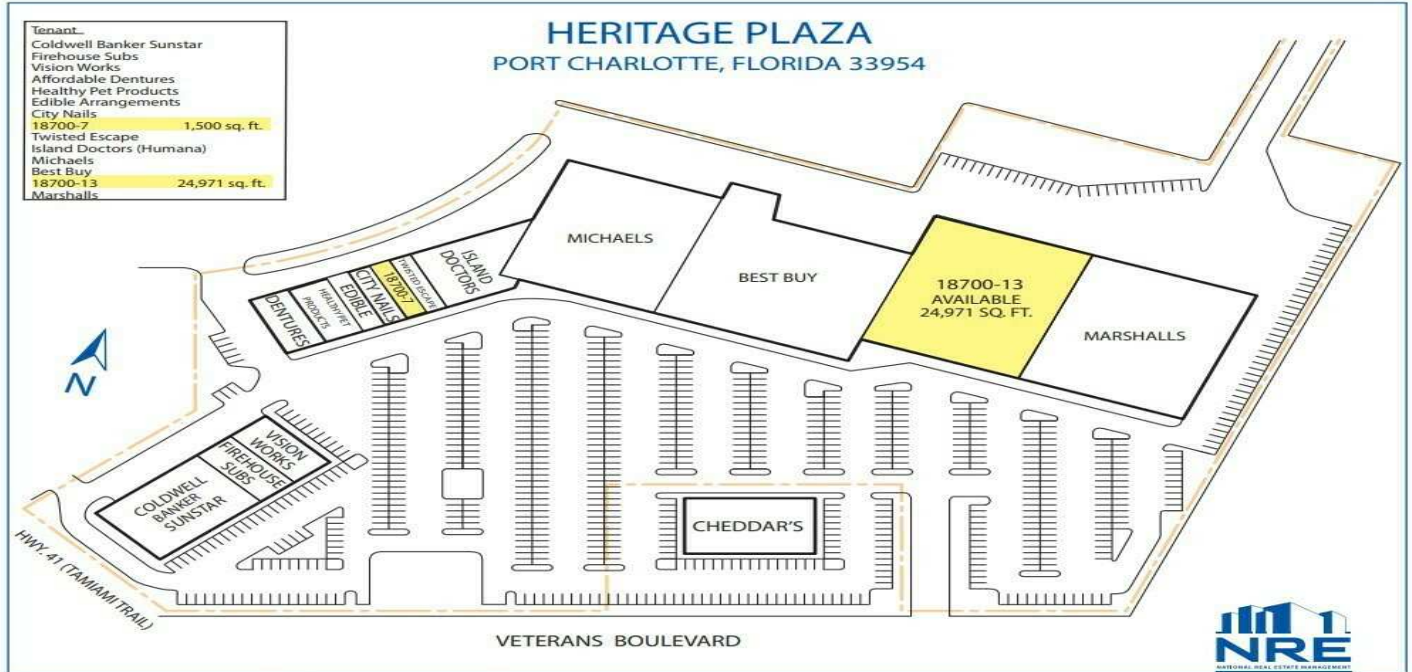 HERITAGE PLAZA
PORT CHARLOTTE, FLORIDA 33954
Tenant
Coldwell Banker Sunstar
Firehouse Subs
Vision Works
Affordable Dentures
Healthy Pet Products
Edible Arrangements
City Nails
18700-7 1,500 sq. ft.
Twisted Escape
Island Doctors (Humana)
Michaels
Best Buy
18700-13 24,971 sq. ft.
Marshalls
MICHAELS
BEST BUY
18700-13
AVAILABLE
24,971 SQ. FT.
MARSHALLS
DENTURES
HEALTHY PET
PRODUCTS
EDIBLE
CITY NAILS
18700-7
TWISTED ESCAPE
ISLAND
DOCTORS
N
VISION
WORKS
FIREHOUSE
SUBS
COLDWELL
BANKER
SUNSTAR
CHEDDAR'S
HWY. 41 (TAMIAMI TRAIL)
VETERANS BOULEVARD
NRE
NATIONAL REAL ESTATE MANAGEMENT